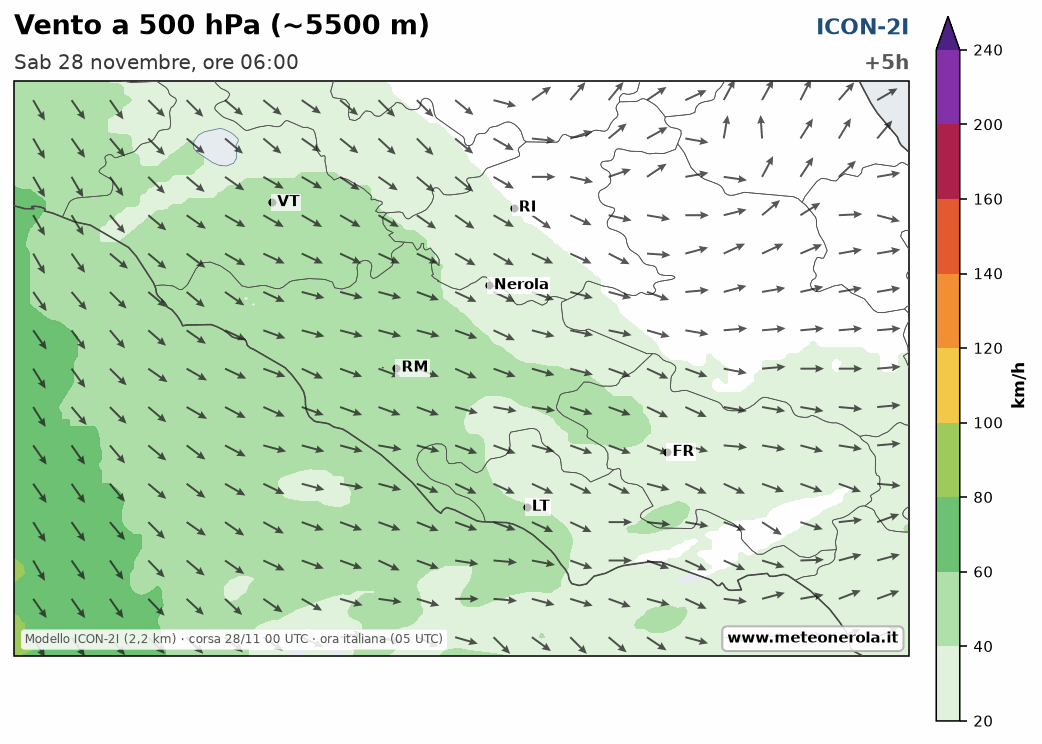 Vento a 500 hPa (~5500 m)
ICON-2I
Sab 28 novembre, ore 06:00
+5h
VT
RI
Nerola
RM
FR
LT
Modello ICON-2I (2,2 km) · corsa 28/11 00 UTC · ora italiana (05 UTC)
www.meteonerola.it
240
200
160
140
120
100
80
60
40
20
km/h